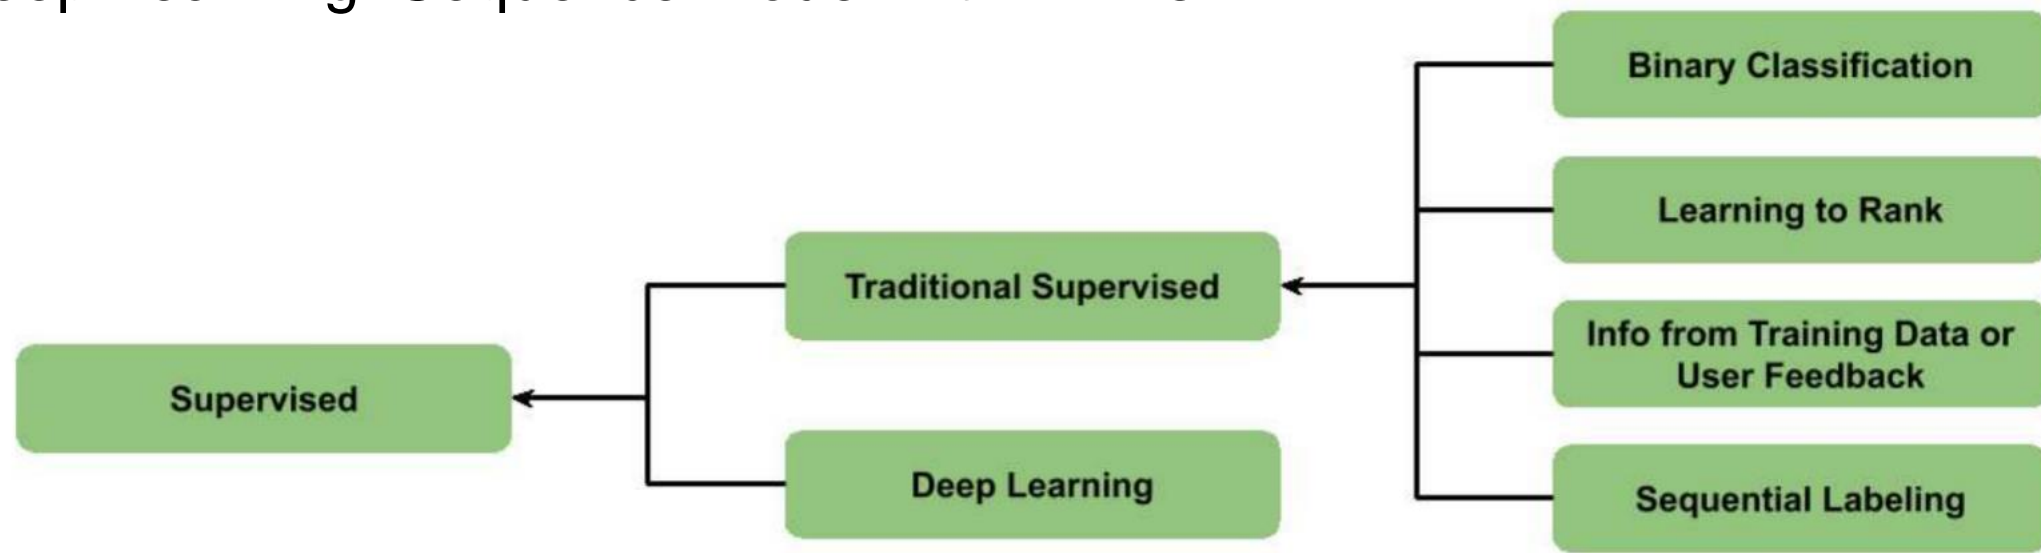 Binary Classification
Learning to Rank
Traditional Supervised
Info from Training Data or
User Feedback
Supervised
Deep Learning
Sequential Labeling